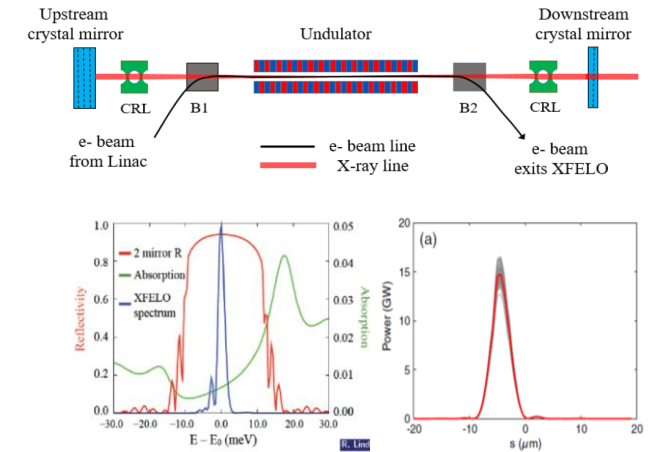 Upstream
crystal mirror
Undulator
Downstream
crystal mirror
CRL
B1
B2
CRL
e- beam
from Linac
e- beam line
X-ray line
e- beam
exits XFELO
1.0
0.8
0.6
0.4
0.2
0.0
Reflectivity
2 mirror R
Absorption
XFELO
spectrum
0.05
0.04
0.03
0.02
0.01
0.00
Absorption
-30.0 -20.0 -10.0 0.0 10.0 20.0 30.0
E – E₀ (meV)
R. Lind
(a)
20
15
10
5
0
Power (GW)
-20 -10 0 10 20
s (µm)